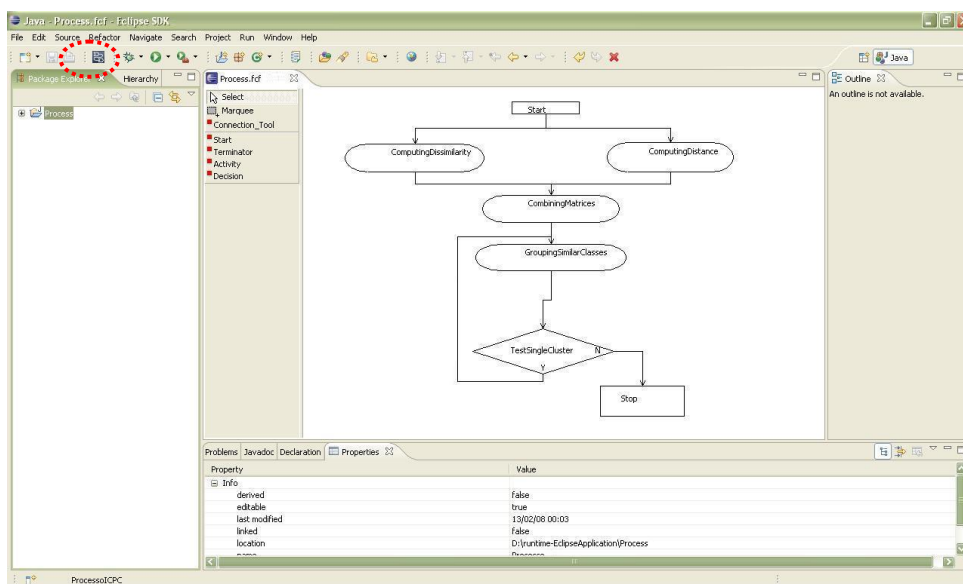 Java - Process.fcf - Eclipse SDK
File Edit Source Refactor Navigate Search Project Run Window Help
Java
Package Explorer Hierarchy
Process.fcf
Outline
Process
Select
Marquee
Connection_Tool
Start
Terminator
Activity
Decision
Start
ComputingDissimilarity
ComputingDistance
CombiningMatrices
GroupingSimilarClasses
TestSingleCluster N
Y
Stop
An outline is not available.
Problems Javadoc Declaration Properties
Property Value
Info
derived false
editable true
last modified 13/02/08 00:03
linked false
location D:\runtime-EclipseApplication\Process
ProcessoICPC